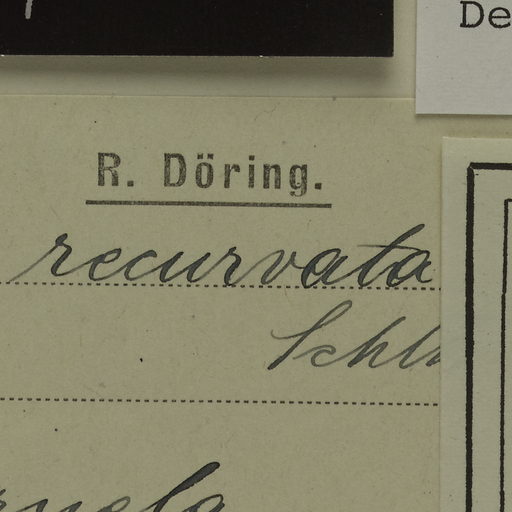 De
R. Döring.
recurvata
Schl